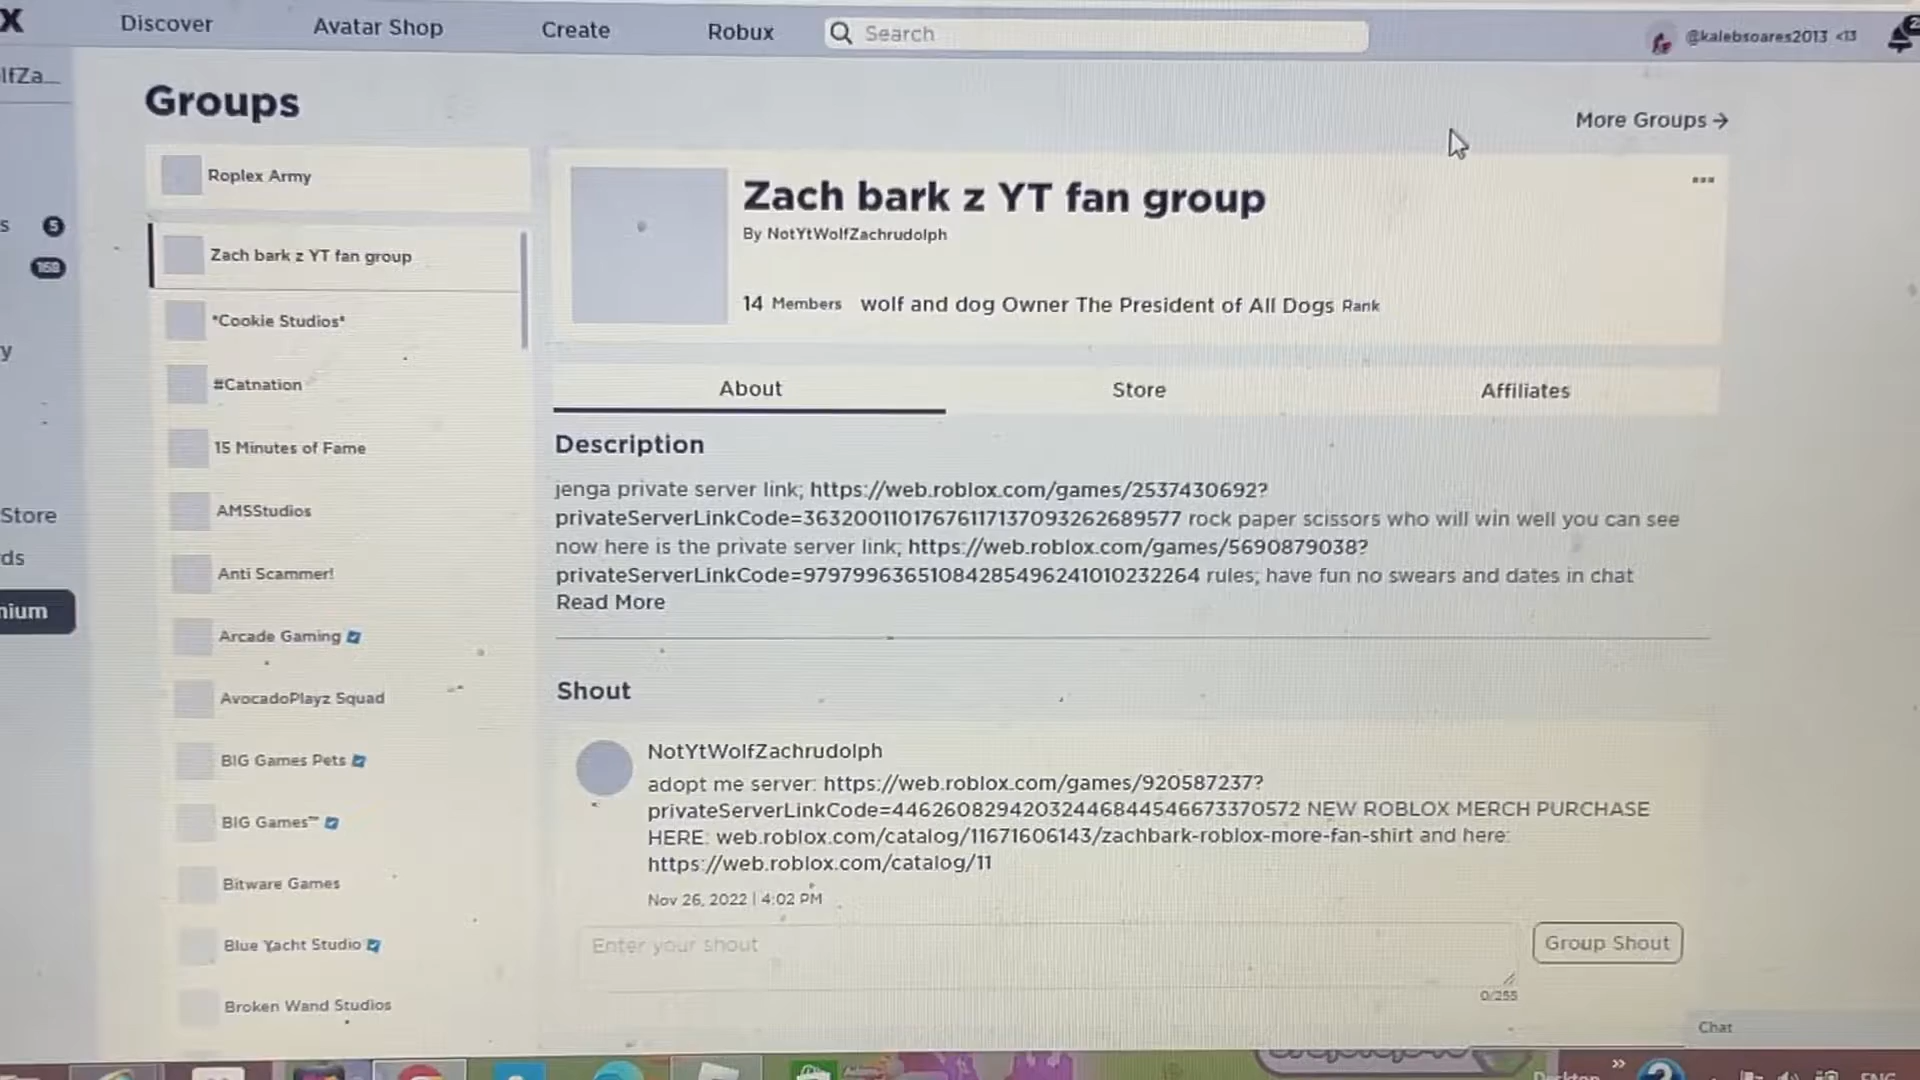 X
Discover
Avatar Shop
Create
Robux
Search
@kalebsoares2013 <13
2
lfZa...
s 5
168
y
Store
ds
nium
Groups
More Groups →
Roplex Army
Zach bark z YT fan group
*Cookie Studios*
#Catnation
15 Minutes of Fame
AMSStudios
Anti Scammer!
Arcade Gaming
AvocadoPlayz Squad
BIG Games Pets
BIG Games™
Bitware Games
Blue Yacht Studio
Broken Wand Studios
Zach bark z YT fan group
By NotYtWolfZachrudolph
14 Members wolf and dog Owner The President of All Dogs Rank
About
Store
Affiliates
Description
jenga private server link; https://web.roblox.com/games/2537430692?
privateServerLinkCode=36320011017676117137093262689577 rock paper scissors who will win well you can see
now here is the private server link; https://web.roblox.com/games/5690879038?
privateServerLinkCode=97979963651084285496241010232264 rules; have fun no swears and dates in chat
Read More
Shout
NotYtWolfZachrudolph
adopt me server: https://web.roblox.com/games/920587237?
privateServerLinkCode=44626082942032446844546673370572 NEW ROBLOX MERCH PURCHASE
HERE: web.roblox.com/catalog/11671606143/zachbark-roblox-more-fan-shirt and here:
https://web.roblox.com/catalog/11
Nov 26, 2022 | 4:02 PM
Enter your shout
Group Shout
0/255
Chat
Desktop
»
ENG